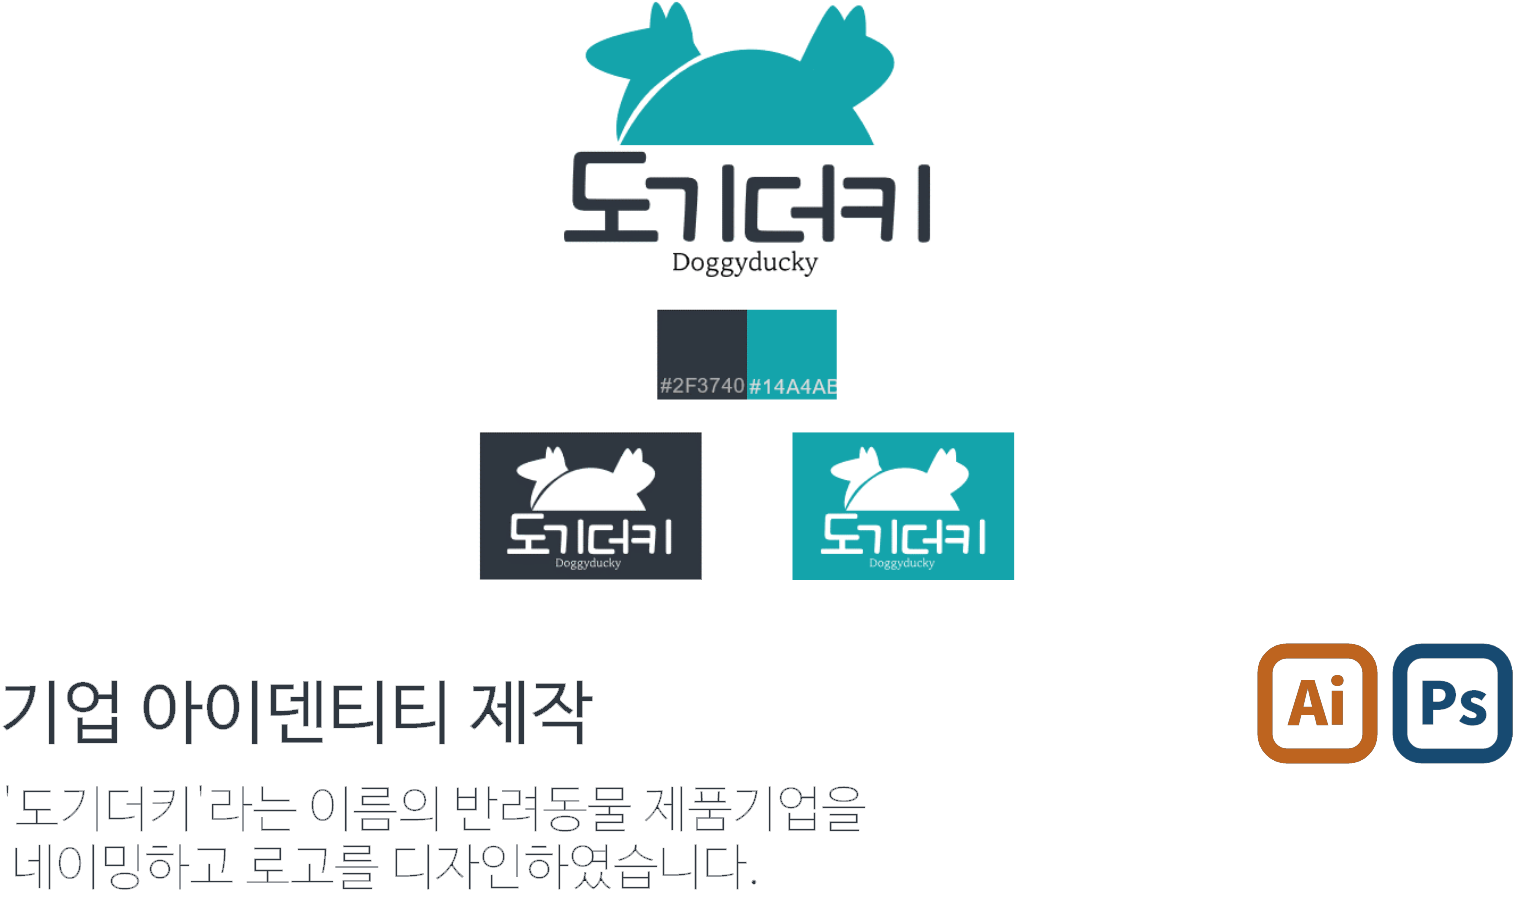 도기더키
Doggyducky
#2F3740 #14A4AB
도기더키 도기더키
Doggyducky Doggyducky
기업 아이덴티티 제작
Ai Ps
'도기더키'라는 이름의 반려동물 제품기업을
네이밍하고 로고를 디자인하였습니다.